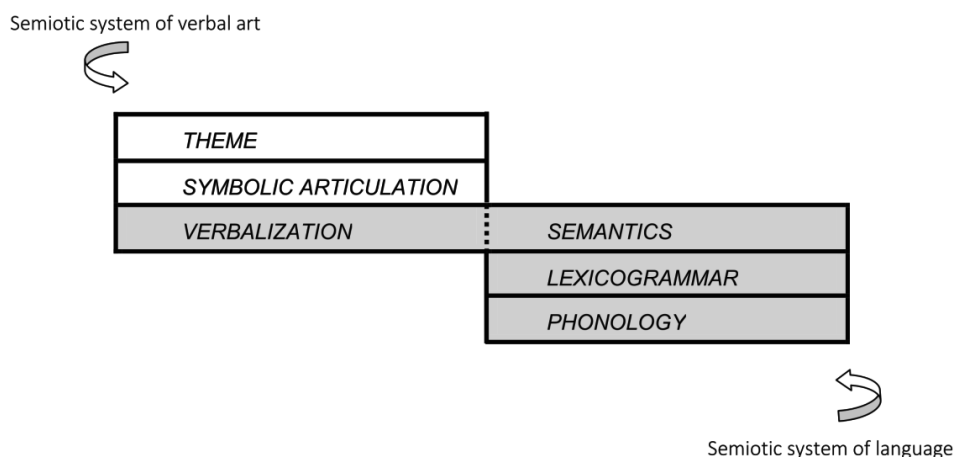 Semiotic system of verbal art
THEME
SYMBOLIC ARTICULATION
VERBALIZATION
SEMANTICS
LEXICOGRAMMAR
PHONOLOGY
Semiotic system of language